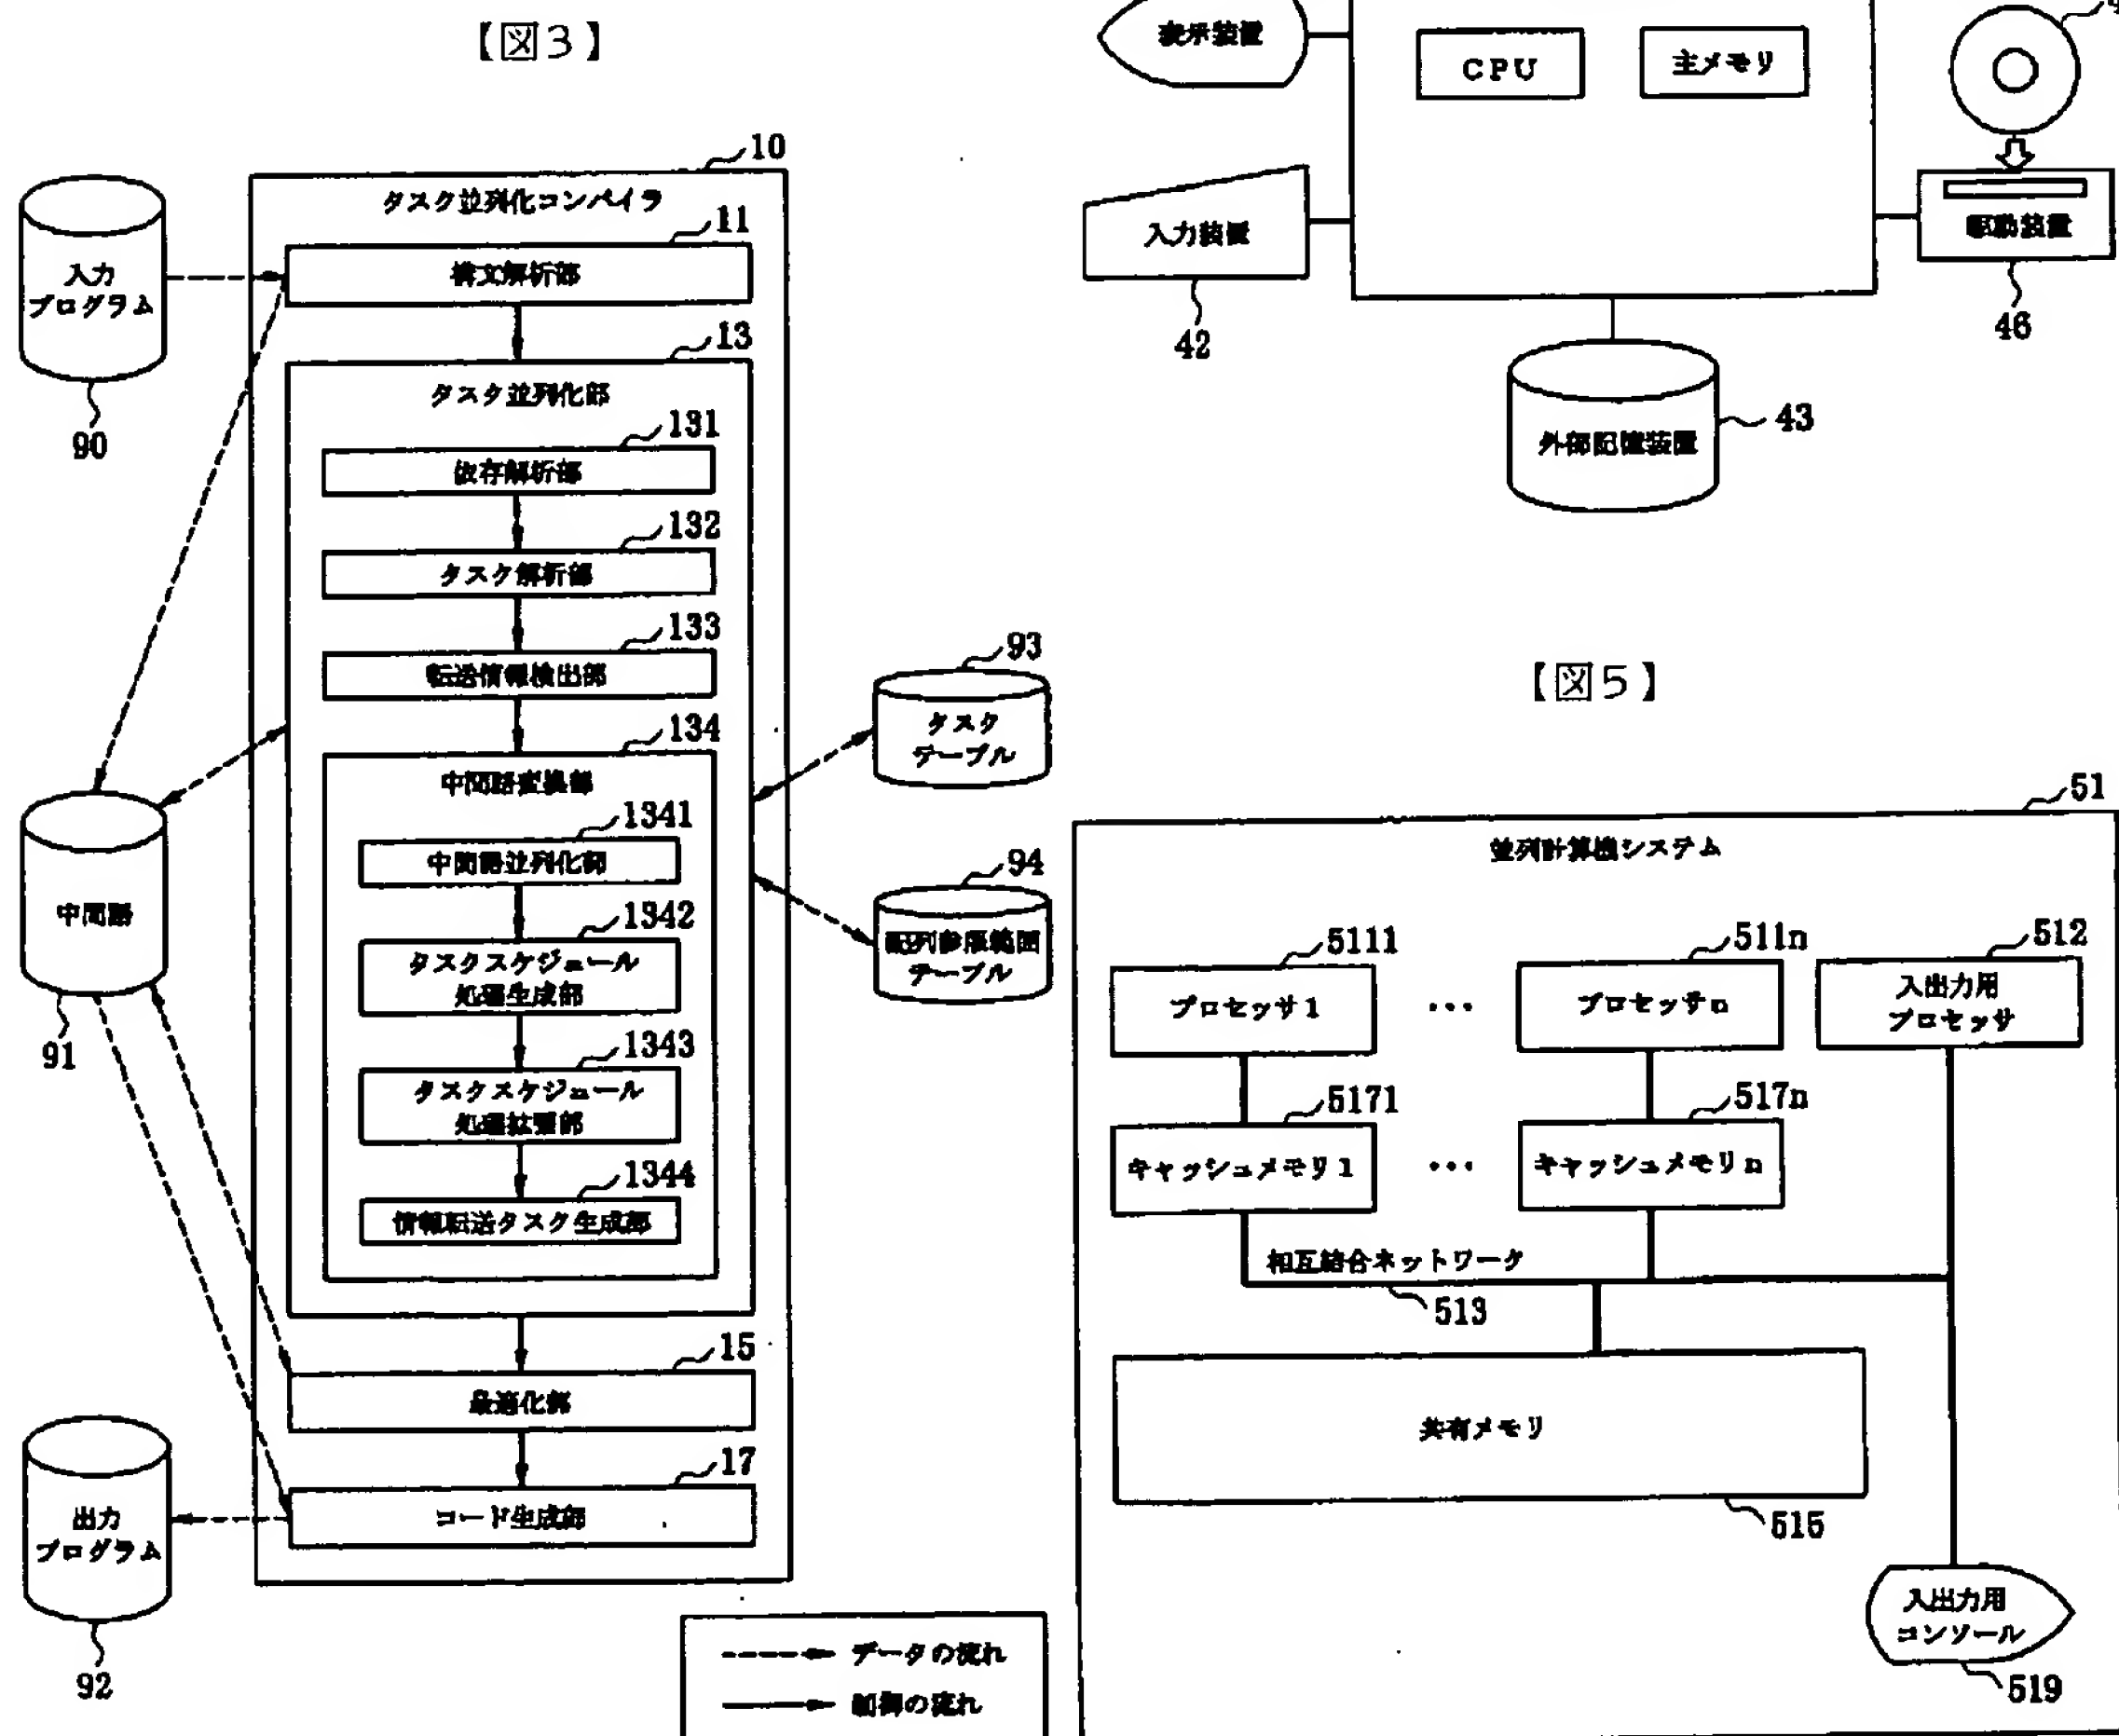 【図3】
10
タスク並列化コンパイラ
11
構文解析部
入力
プログラム
90
13
タスク並列化部
131
依存解析部
132
タスク解析部
133
転送情報検出部
134
中間語変換部
1341
中間語並列化部
1342
タスクスケジュール
処理生成部
1343
タスクスケジュール
処理拡張部
1344
情報転送タスク生成部
93
タスク
テーブル
94
配列参照範囲
テーブル
中間語
91
15
最適化部
17
コード生成部
出力
プログラム
92
データの流れ
制御の流れ
表示装置
CPU
主メモリ
入力装置
42
駆動装置
46
外部記憶装置
43
【図5】
51
並列計算機システム
5111
プロセッサ1
...
511n
プロセッサn
512
入出力用
プロセッサ
5171
キャッシュメモリ1
...
517n
キャッシュメモリn
相互結合ネットワーク
513
共有メモリ
515
入出力用
コンソール
519